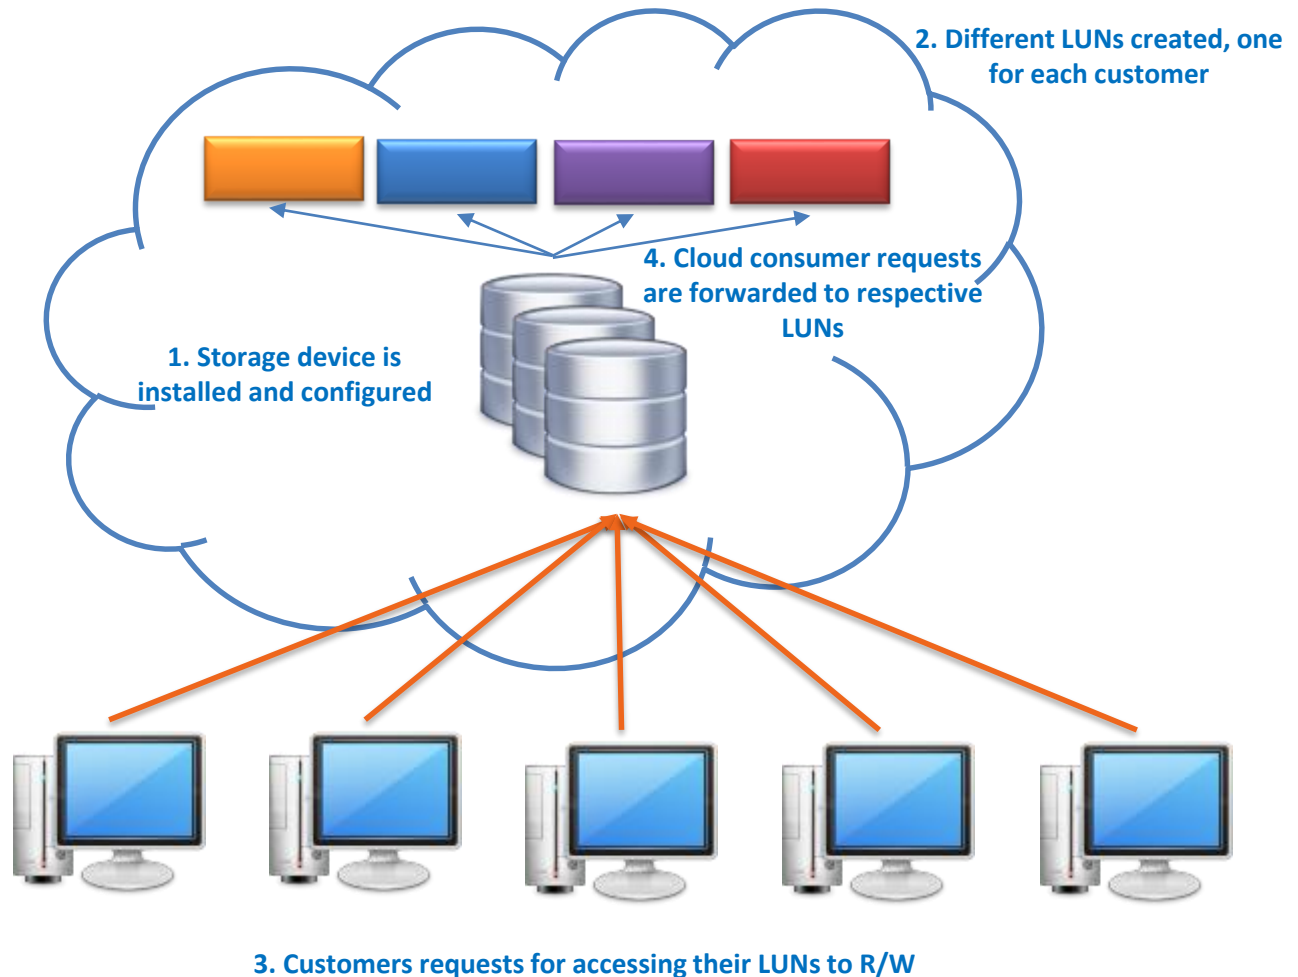 2. Different LUNs created, one
for each customer
4. Cloud consumer requests
are forwarded to respective
LUNs
1. Storage device is
installed and configured
3. Customers requests for accessing their LUNs to R/W